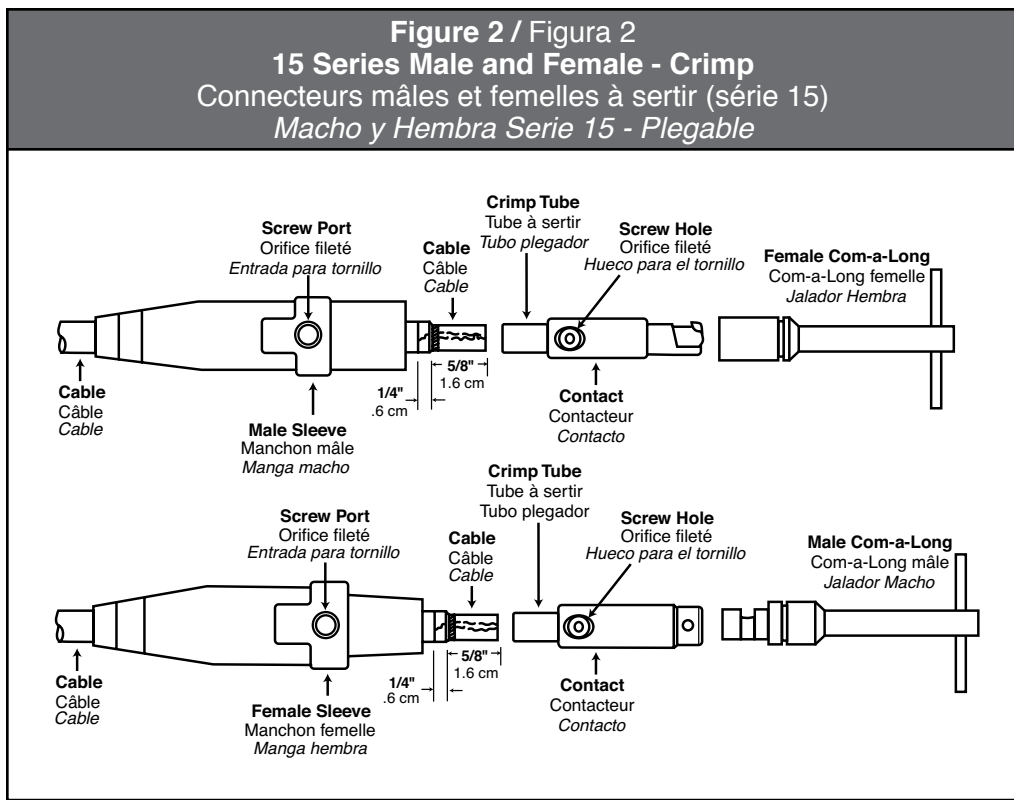 Figure 2 / Figura 2
15 Series Male and Female - Crimp
Connecteurs mâles et femelles à sertir (série 15)
Macho y Hembra Serie 15 - Plegable
Screw Port
Orifice fileté
Entrada para tornillo
Cable
Câble
Cable
Crimp Tube
Tube à sertir
Tubo plegador
Screw Hole
Orifice fileté
Hueco para el tornillo
Female Com-a-Long
Com-a-Long femelle
Jalador Hembra
Cable
Câble
Cable
Male Sleeve
Manchon mâle
Manga macho
1/4"
.6 cm
5/8"
1.6 cm
Contact
Contacteur
Contacto
Screw Port
Orifice fileté
Entrada para tornillo
Cable
Câble
Cable
Crimp Tube
Tube à sertir
Tubo plegador
Screw Hole
Orifice fileté
Hueco para el tornillo
Male Com-a-Long
Com-a-Long mâle
Jalador Macho
Cable
Câble
Cable
Female Sleeve
Manchon femelle
Manga hembra
1/4"
.6 cm
5/8"
1.6 cm
Contact
Contacteur
Contacto